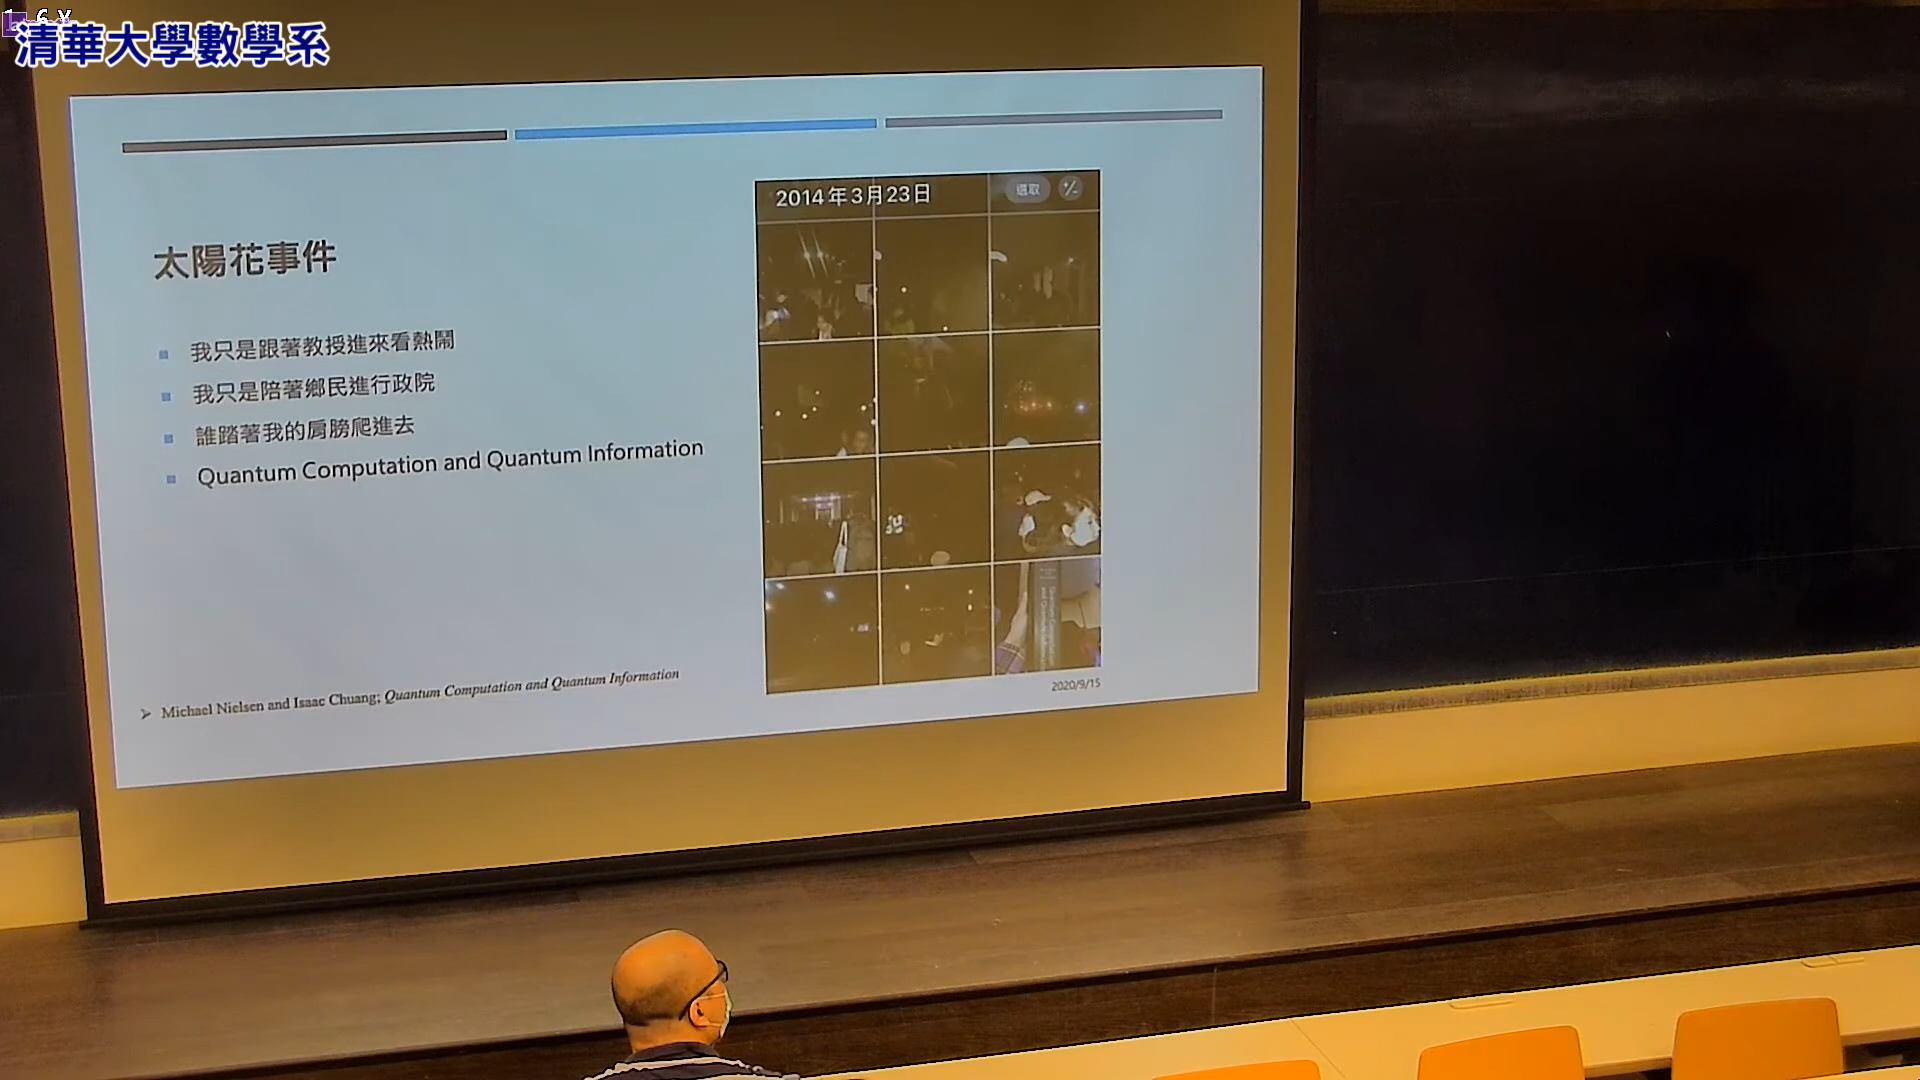 清華大學數學系
2014年3月23日
選取
太陽花事件
我只是跟著教授進來看熱鬧
我只是陪著鄉民進行政院
誰踏著我的肩膀爬進去
Quantum Computation and Quantum Information
Michael Nielsen and Isaac Chuang; Quantum Computation and Quantum Information
2020/9/15